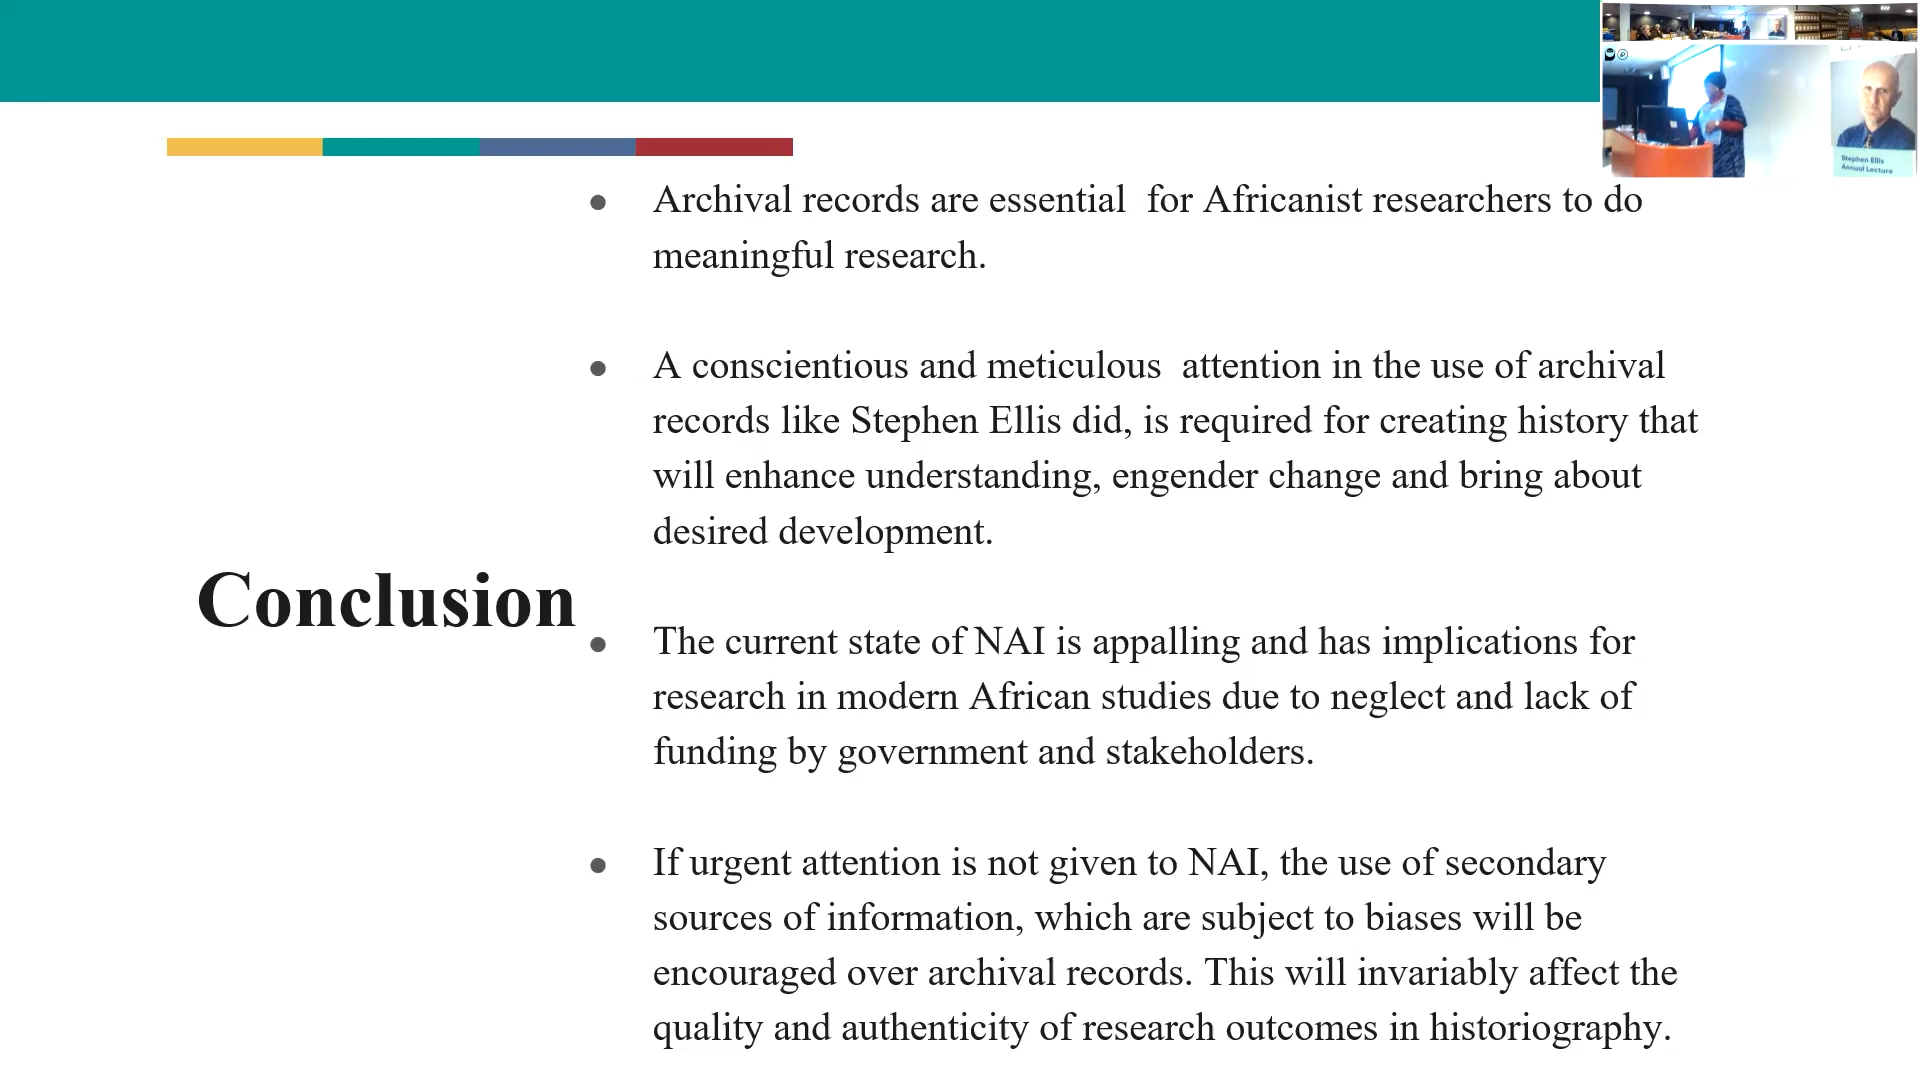 Stephen Ellis
Annual Lecture
Archival records are essential  for Africanist researchers to do
meaningful research.
A conscientious and meticulous  attention in the use of archival
records like Stephen Ellis did, is required for creating history that
will enhance understanding, engender change and bring about
desired development.
Conclusion
The current state of NAI is appalling and has implications for
research in modern African studies due to neglect and lack of
funding by government and stakeholders.
If urgent attention is not given to NAI, the use of secondary
sources of information, which are subject to biases will be
encouraged over archival records. This will invariably affect the
quality and authenticity of research outcomes in historiography.